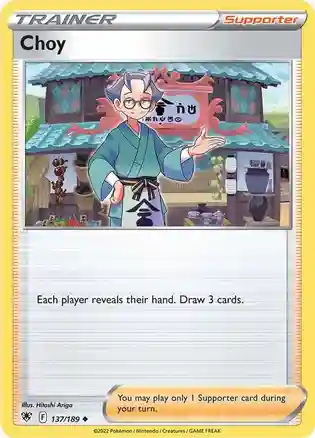 TRAINER
Supporter
Choy
Each player reveals their hand. Draw 3 cards.
Illus. Hitoshi Ariga
F
137/189
You may play only 1 Supporter card during
your turn.
©2022 Pokémon / Nintendo / Creatures / GAME FREAK